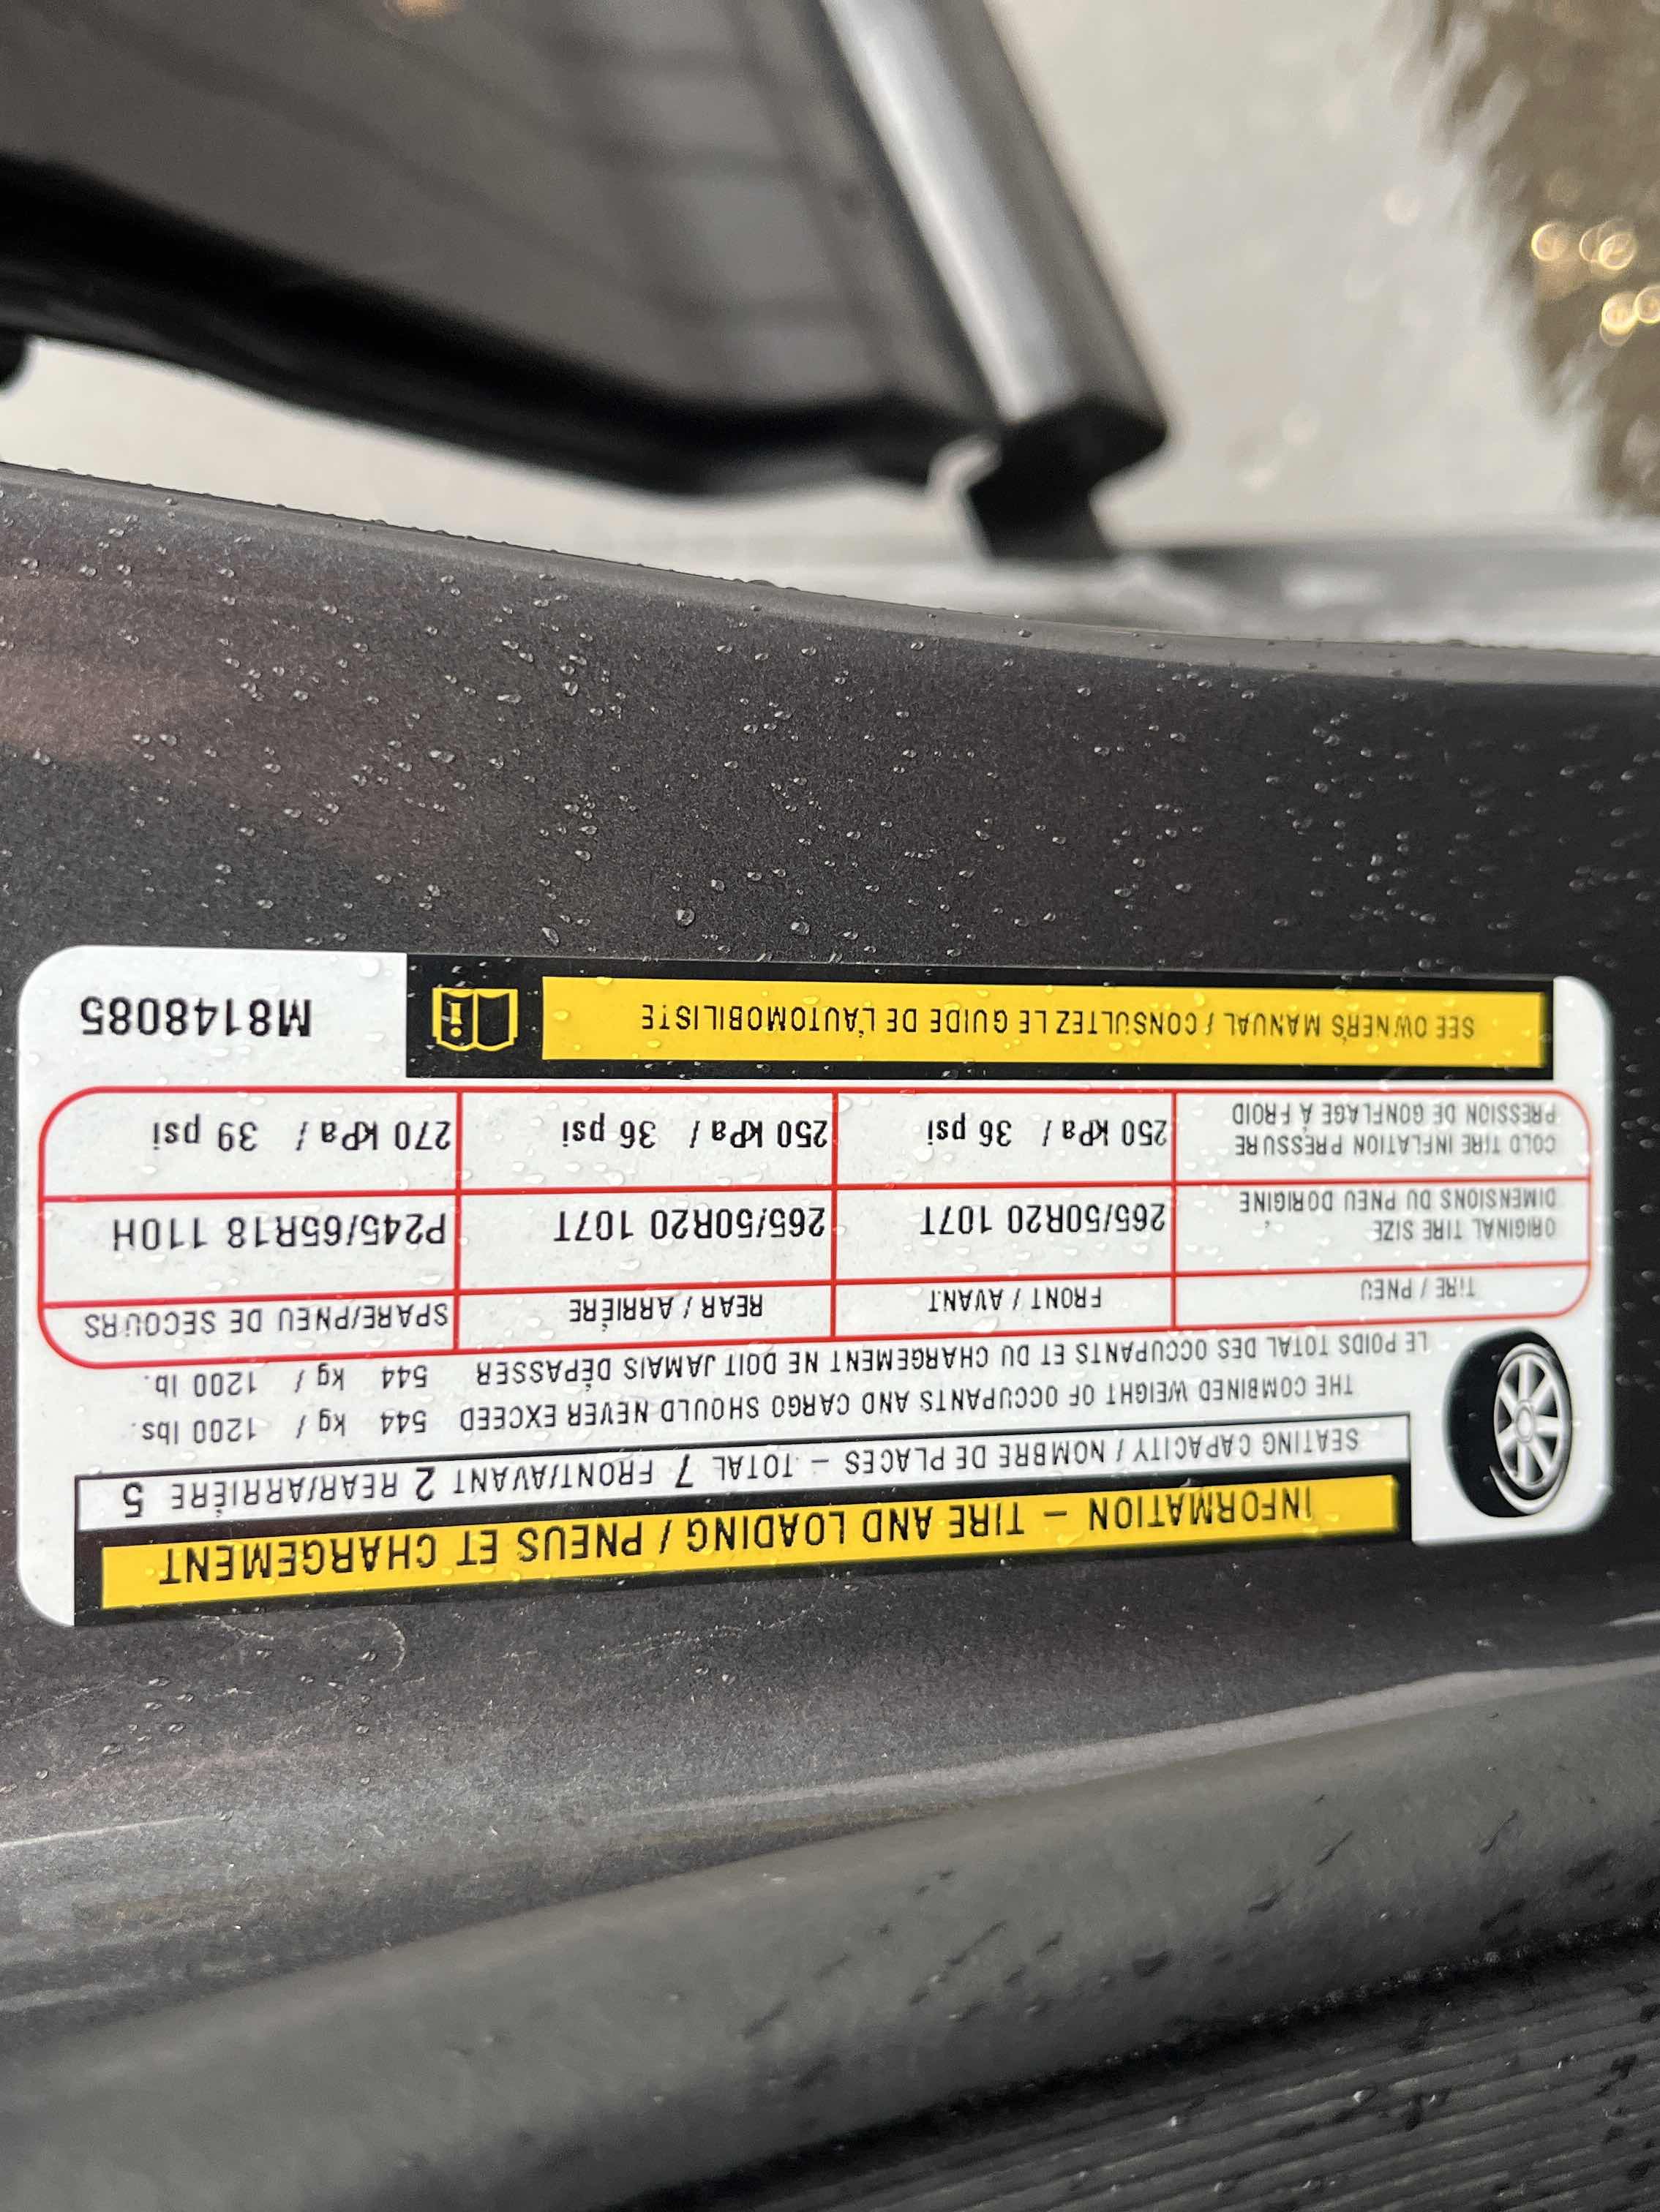 INFORMATION – TIRE AND LOADING / PNEUS ET CHARGEMENT
SEATING CAPACITY / NOMBRE DE PLACES – TOTAL 7 FRONT/AVANT 2 REAR/ARRIÈRE 5
THE COMBINED WEIGHT OF OCCUPANTS AND CARGO SHOULD NEVER EXCEED 544 kg / 1200 lbs.
LE POIDS TOTAL DES OCCUPANTS ET DU CHARGEMENT NE DOIT JAMAIS DÉPASSER 544 kg / 1200 lb.
TIRE / PNEU FRONT / AVANT REAR / ARRIÈRE SPARE/PNEU DE SECOURS
ORIGINAL TIRE SIZE
DIMENSIONS DU PNEU D'ORIGINE 265/50R20 107T 265/50R20 107T P245/65R18 110H
COLD TIRE INFLATION PRESSURE
PRESSION DE GONFLAGE À FROID 250 kPa / 36 psi 250 kPa / 36 psi 270 kPa / 39 psi
SEE OWNERS MANUAL / CONSULTEZ LE GUIDE DE L'AUTOMOBILISTE
M8148085